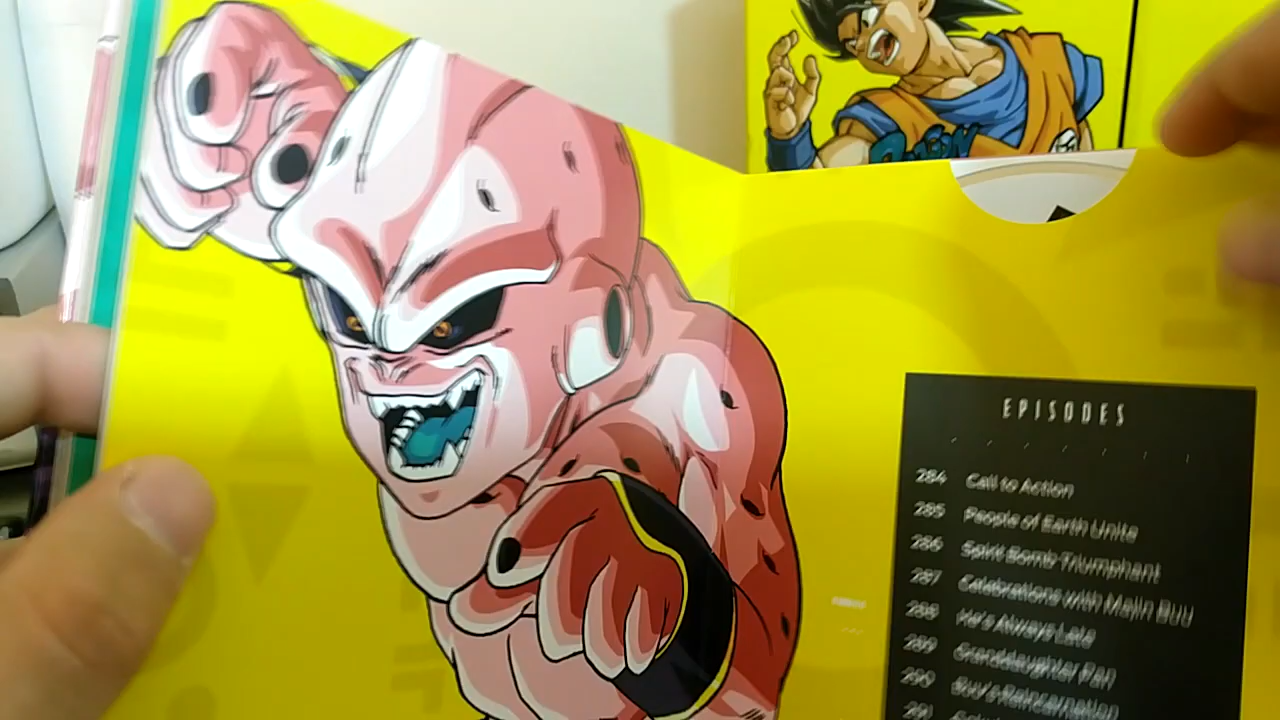 EPISODES
284 Call to Action
285 People of Earth Unite
286 Spirit Bomb Triumphant
287 Celebrations with Majin Buu
288 He's Always Late
289 Granddaughter Pan
290 Buu's Reincarnation
291